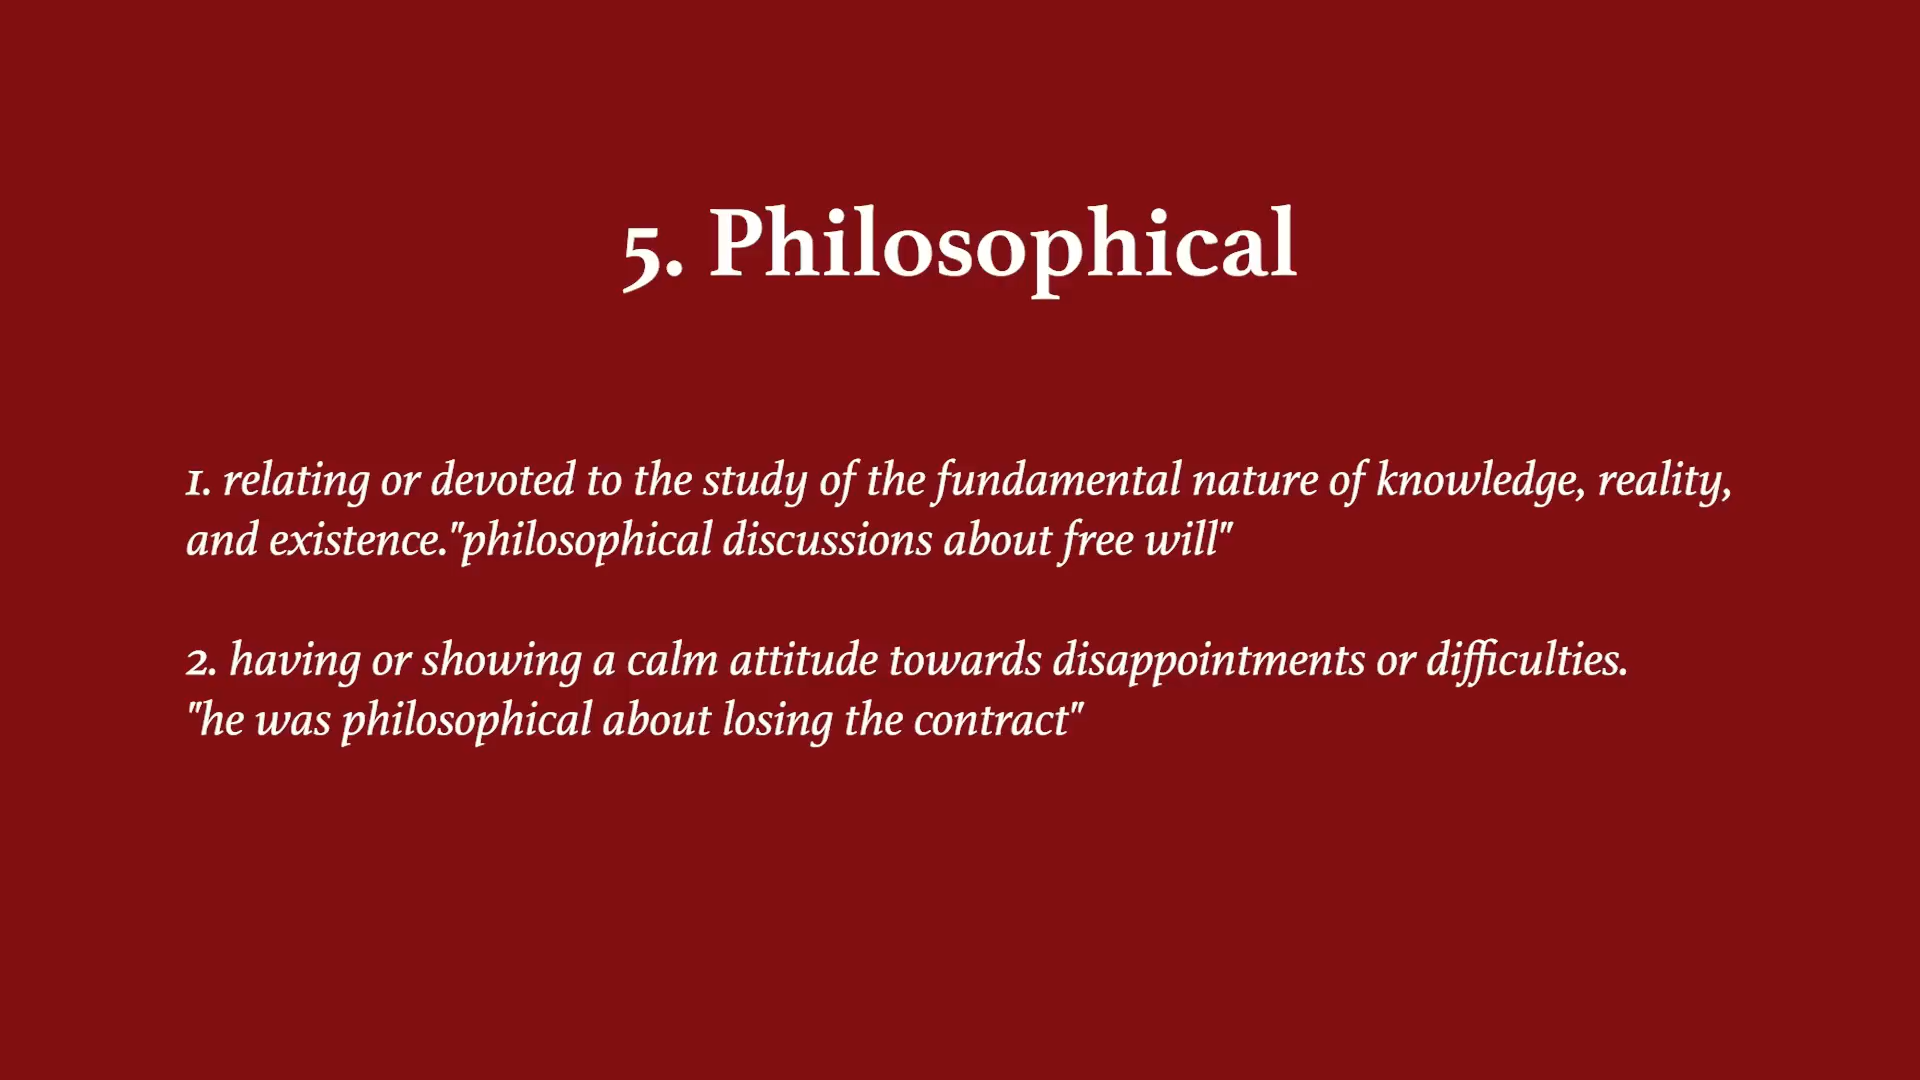 5. Philosophical
1. relating or devoted to the study of the fundamental nature of knowledge, reality,
and existence."philosophical discussions about free will"
2. having or showing a calm attitude towards disappointments or difficulties.
"he was philosophical about losing the contract"